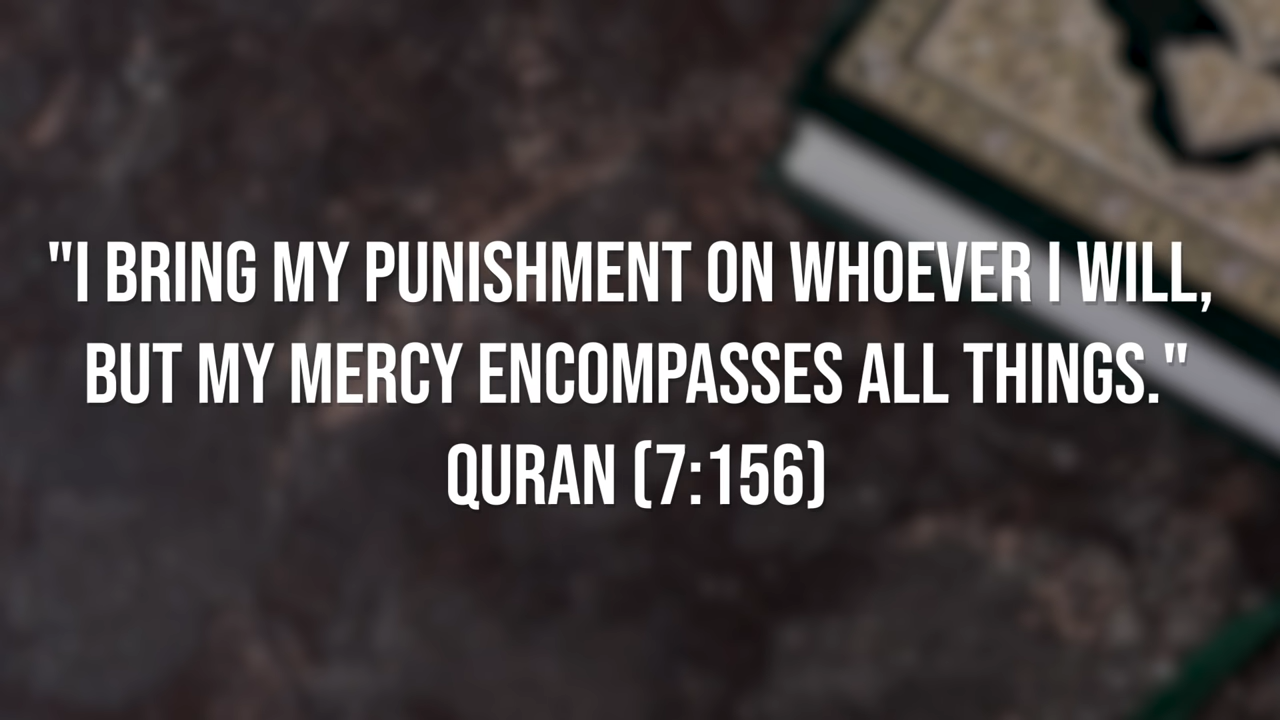 "I BRING MY PUNISHMENT ON WHOEVER I WILL,
BUT MY MERCY ENCOMPASSES ALL THINGS."
QURAN (7:156)